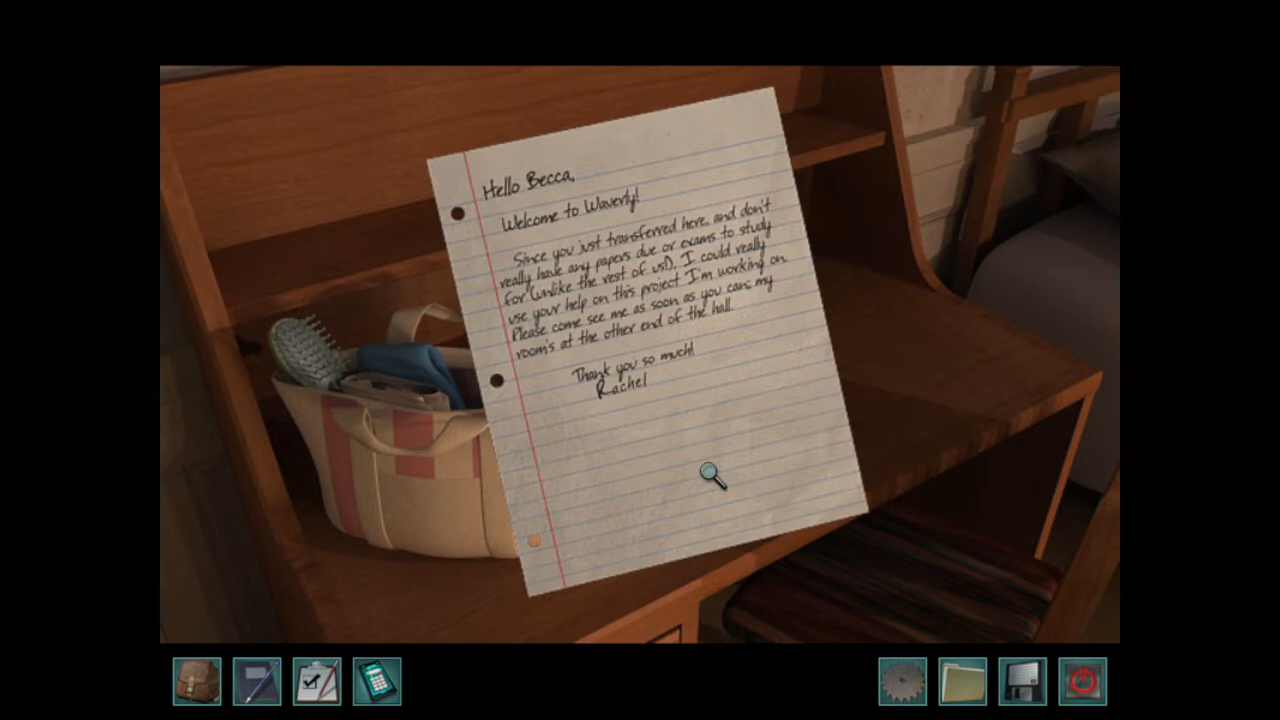 Hello Becca,
Welcome to Waverly!
Since you just transferred here, and don't
really have any papers due or exams to study
for (unlike the rest of us!), I could really
use your help on this project I'm working on.
Please come see me as soon as you can; my
room's at the other end of the hall.
Thank you so much!
Rachel